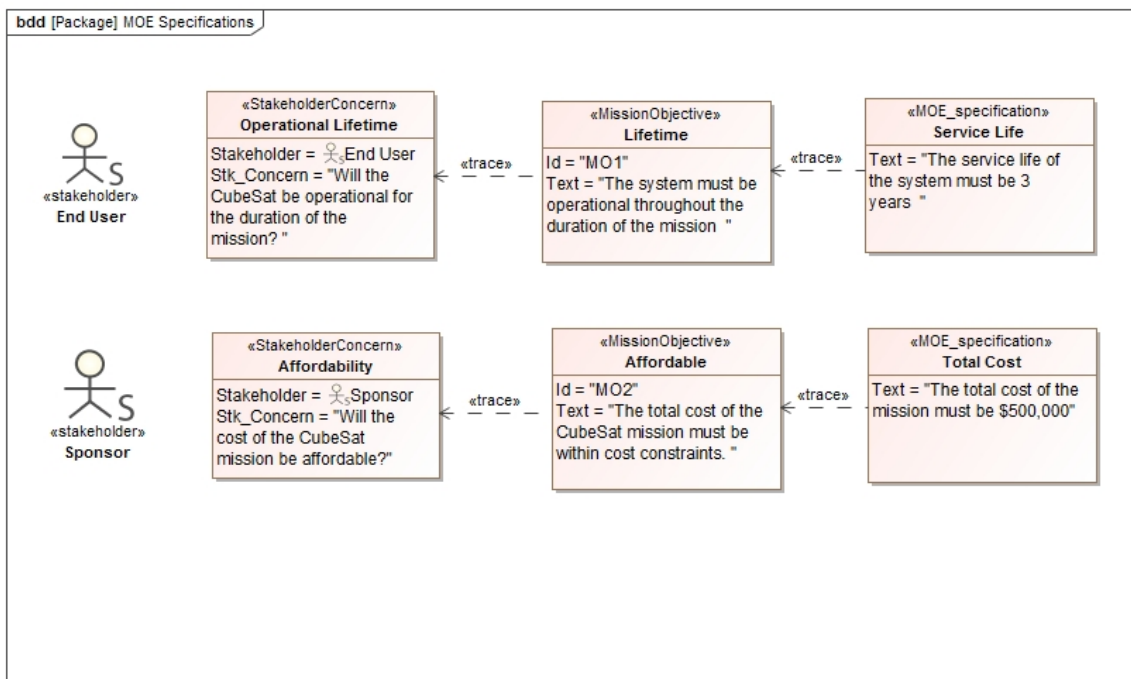 bdd [Package] MOE Specifications
S
«stakeholder»
End User
«StakeholderConcern»
Operational Lifetime
Stakeholder = SEnd User
Stk_Concern = "Will the
CubeSat be operational for
the duration of the
mission? "
«trace»
«MissionObjective»
Lifetime
Id = "MO1"
Text = "The system must be
operational throughout the
duration of the mission "
«trace»
«MOE_specification»
Service Life
Text = "The service life of
the system must be 3
years "
S
«stakeholder»
Sponsor
«StakeholderConcern»
Affordability
Stakeholder = SSponsor
Stk_Concern = "Will the
cost of the CubeSat
mission be affordable?"
«trace»
«MissionObjective»
Affordable
Id = "MO2"
Text = "The total cost of the
CubeSat mission must be
within cost constraints. "
«trace»
«MOE_specification»
Total Cost
Text = "The total cost of the
mission must be $500,000"